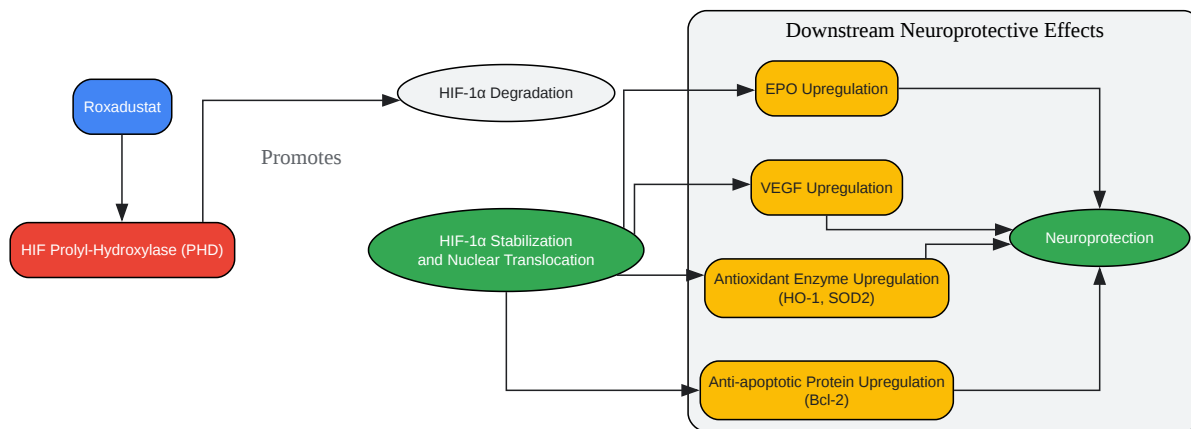 Downstream Neuroprotective Effects
Roxadustat
HIF-1α Degradation
EPO Upregulation
Promotes
VEGF Upregulation
HIF Prolyl-Hydroxylase (PHD)
HIF-1α Stabilization
and Nuclear Translocation
Neuroprotection
Antioxidant Enzyme Upregulation
(HO-1, SOD2)
Anti-apoptotic Protein Upregulation
(Bcl-2)